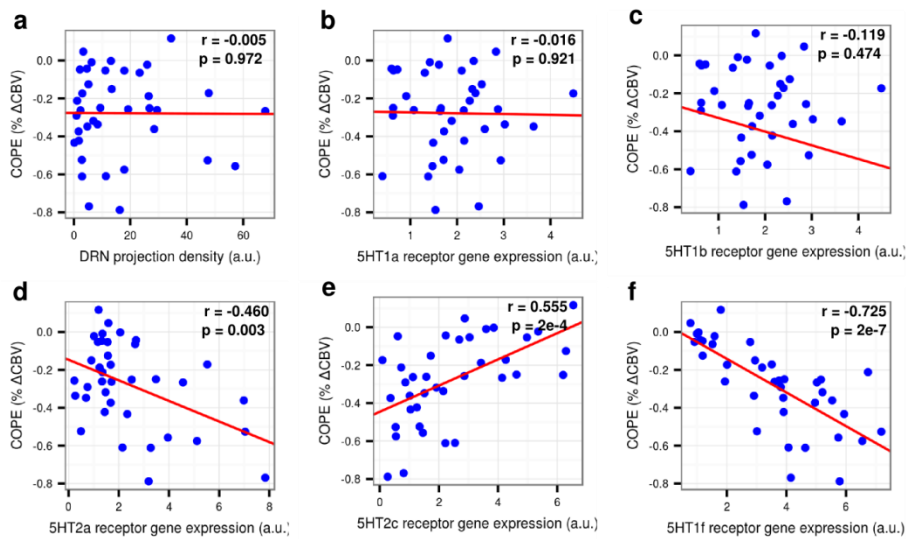 a
r = -0.005
p = 0.972
0.0
-0.2
-0.4
-0.6
-0.8
COPE (% ΔCBV)
0 20 40 60
DRN projection density (a.u.)
b
r = -0.016
p = 0.921
0.0
-0.2
-0.4
-0.6
-0.8
COPE (% ΔCBV)
1 2 3 4
5HT1a receptor gene expression (a.u.)
c
r = -0.119
p = 0.474
0.0
-0.2
-0.4
-0.6
-0.8
COPE (% ΔCBV)
1 2 3 4
5HT1b receptor gene expression (a.u.)
d
r = -0.460
p = 0.003
0.0
-0.2
-0.4
-0.6
-0.8
COPE (% ΔCBV)
0 2 4 6 8
5HT2a receptor gene expression (a.u.)
e
r = 0.555
p = 2e-4
0.0
-0.2
-0.4
-0.6
-0.8
COPE (% ΔCBV)
0 2 4 6
5HT2c receptor gene expression (a.u.)
f
r = -0.725
p = 2e-7
0.0
-0.2
-0.4
-0.6
-0.8
COPE (% ΔCBV)
2 4 6
5HT1f receptor gene expression (a.u.)